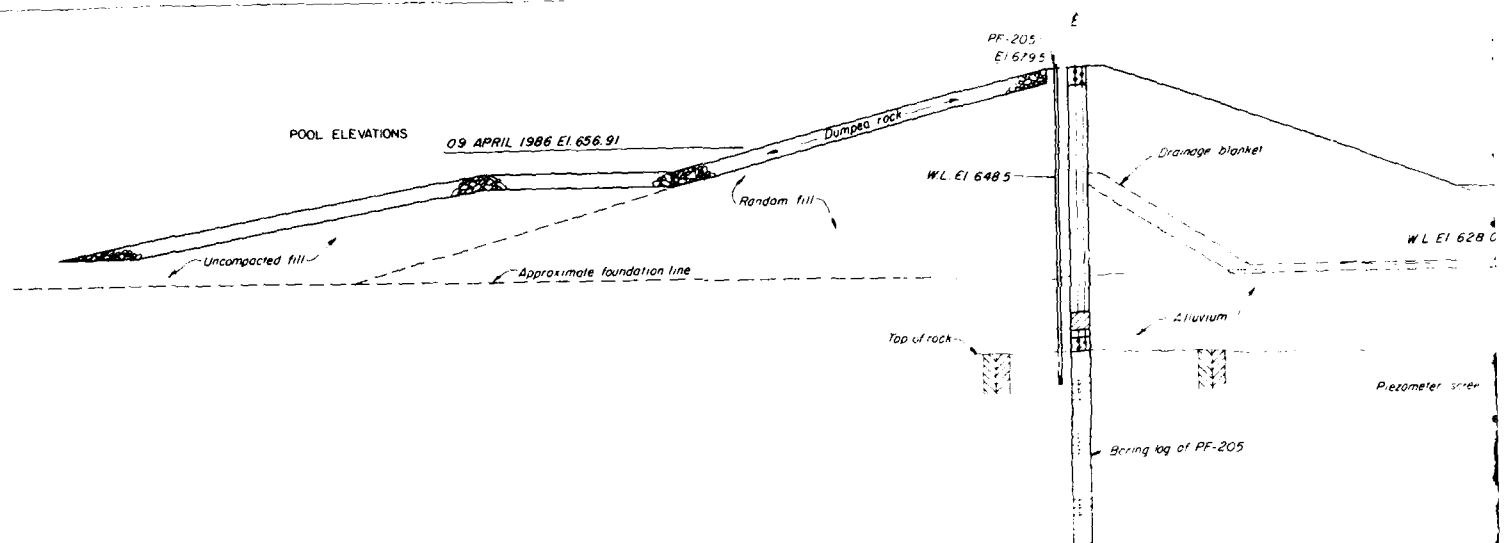 PF-205
El 679.5
POOL ELEVATIONS
09 APRIL 1986 El. 656.91
Dumped rock
Drainage blanket
W.L. El 648.5
Random fill
W.L. El 628.0
Uncompacted fill
Approximate foundation line
Alluvium
Top of rock
Piezometer scree
Boring log of PF-205